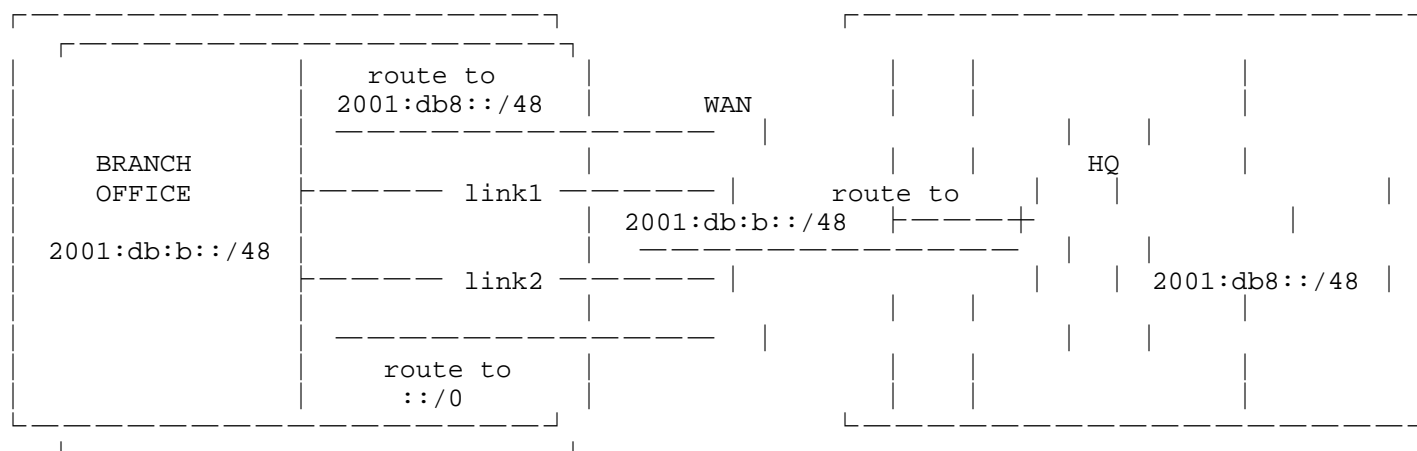 route to
2001:db8::/48 WAN
BRANCH HQ
OFFICE link1 route to
2001:db:b::/48
2001:db:b::/48
link2 2001:db8::/48
route to
::/0